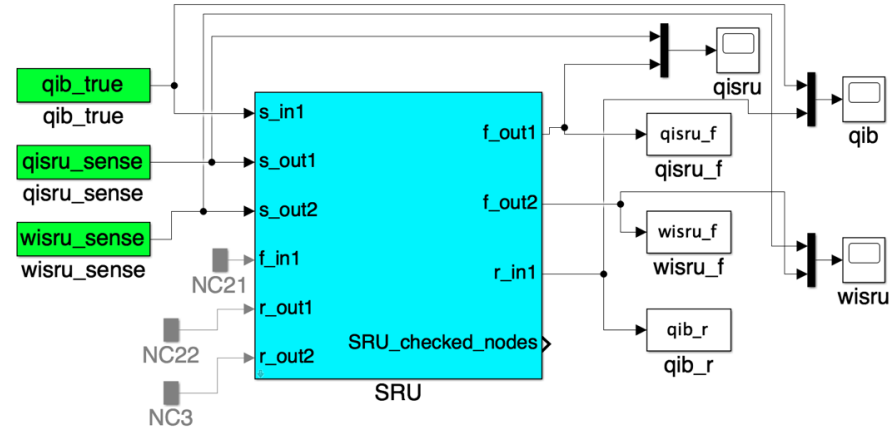 qib_true
qib_true
qisru_sense
qisru_sense
wisru_sense
wisru_sense
NC21
NC22
NC3
s_in1
s_out1
s_out2
f_in1
r_out1
r_out2
f_out1
f_out2
r_in1
SRU_checked_nodes
SRU
qisru
qib
qisru_f
qisru_f
wisru_f
wisru_f
wisru
qib_r
qib_r